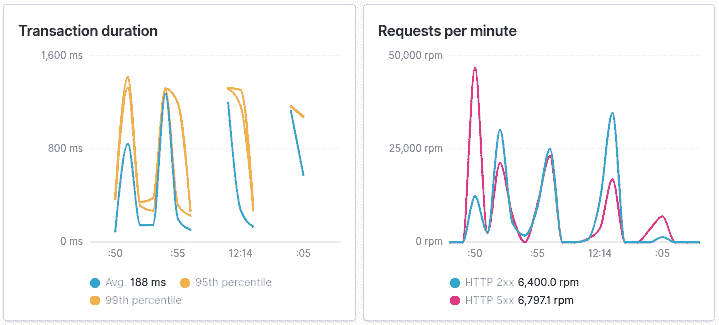 Transaction duration
1,600 ms
800 ms
0 ms
:50 :55 12:14 :05
Avg. 188 ms 95th percentile
99th percentile
Requests per minute
50,000 rpm
25,000 rpm
0 rpm
:50 :55 12:14 :05
HTTP 2xx 6,400.0 rpm
HTTP 5xx 6,797.1 rpm